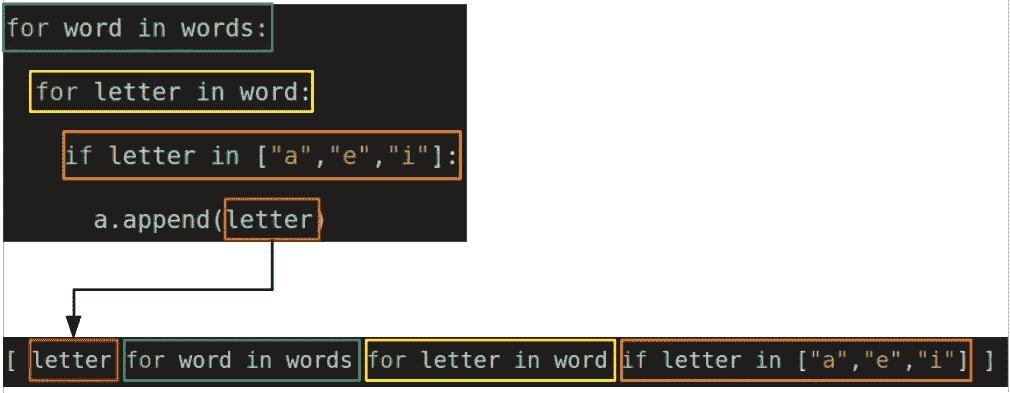 for word in words:
for letter in word:
if letter in ["a","e","i"]:
a.append(letter)
[ letter for word in words for letter in word if letter in ["a","e","i"] ]